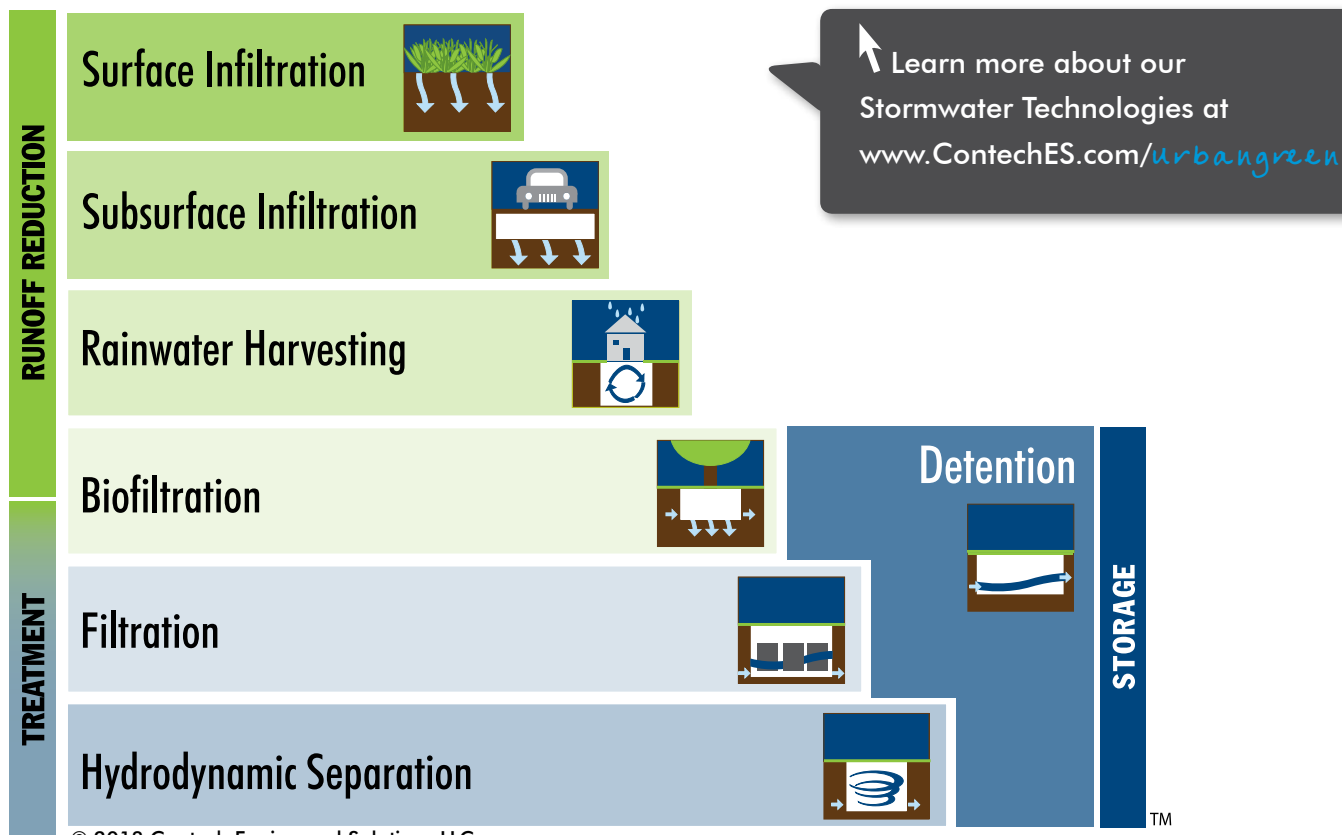 Surface Infiltration
Learn more about our
Stormwater Technologies at
www.ContechES.com/urbangreen
RUNOFF REDUCTION
Subsurface Infiltration
Rainwater Harvesting
Biofiltration
Detention
TREATMENT
Filtration
STORAGE
Hydrodynamic Separation
TM